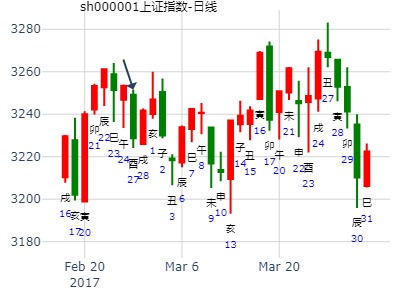 sh000001上证指数-日线
3280
3260
3240
3220
3200
3180
戌
16
亥
17
寅
20
卯
21
辰
22
巳
23
午
24
酉
27
戌
28
亥
1
子
2
丑
3
辰
6
巳
7
午
8
未
9
申
10
亥
13
子
14
丑
15
寅
16
卯
17
午
20
未
21
申
22
酉
23
戌
24
丑
27
寅
28
卯
29
辰
30
巳
31
Feb 20
2017
Mar 6
Mar 20